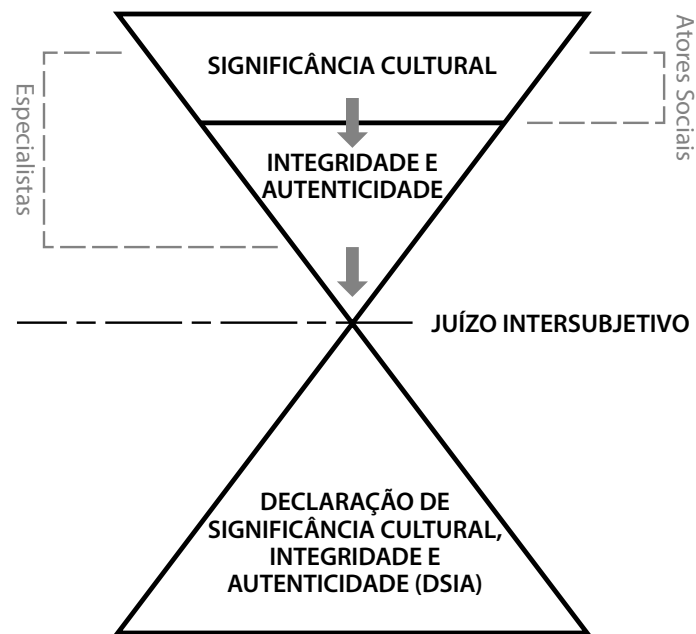 SIGNIFICÂNCIA CULTURAL
Atores Sociais
Especialistas
INTEGRIDADE E
AUTENTICIDADE
JUÍZO INTERSUBJETIVO
DECLARAÇÃO DE
SIGNIFICÂNCIA CULTURAL,
INTEGRIDADE E
AUTENTICIDADE (DSIA)